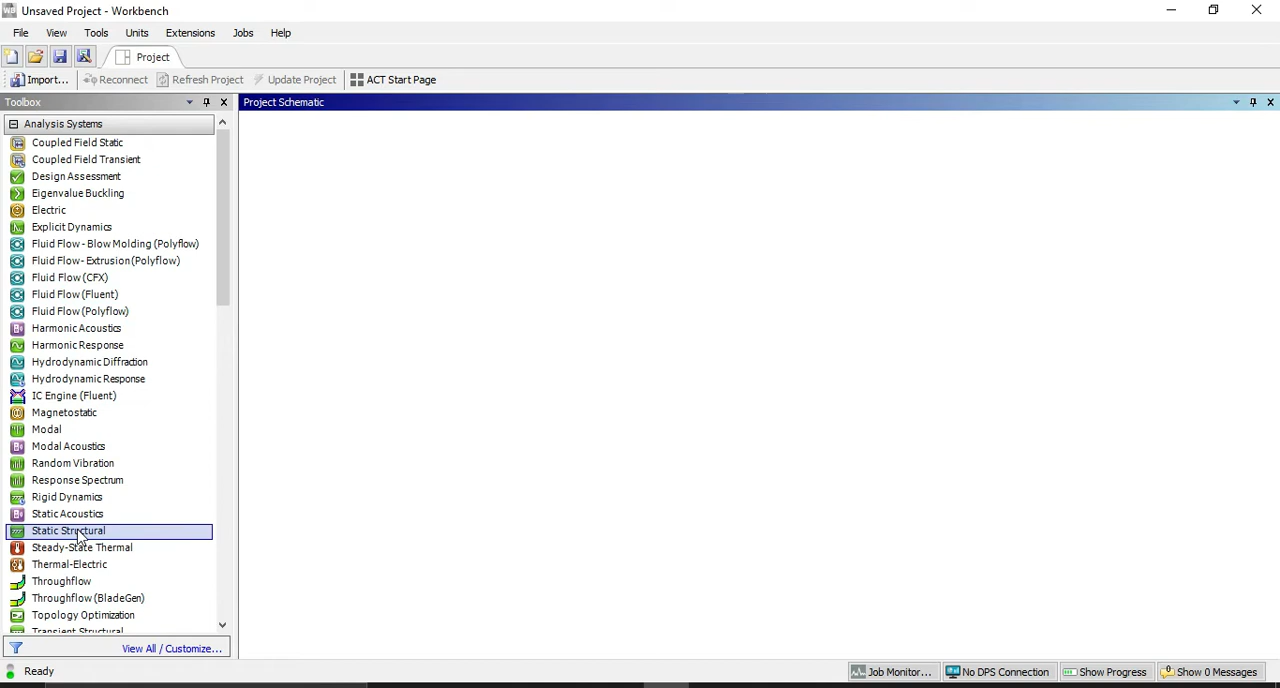 Unsaved Project - Workbench
File View Tools Units Extensions Jobs Help
Project
Import... Reconnect Refresh Project Update Project ACT Start Page
Toolbox
Project Schematic
Analysis Systems
Coupled Field Static
Coupled Field Transient
Design Assessment
Eigenvalue Buckling
Electric
Explicit Dynamics
Fluid Flow - Blow Molding (Polyflow)
Fluid Flow- Extrusion(Polyflow)
Fluid Flow (CFX)
Fluid Flow (Fluent)
Fluid Flow (Polyflow)
Harmonic Acoustics
Harmonic Response
Hydrodynamic Diffraction
Hydrodynamic Response
IC Engine (Fluent)
Magnetostatic
Modal
Modal Acoustics
Random Vibration
Response Spectrum
Rigid Dynamics
Static Acoustics
Static Structural
Steady-State Thermal
Thermal-Electric
Throughflow
Throughflow (BladeGen)
Topology Optimization
Transient Structural
View All / Customize...
Ready
Job Monitor... No DPS Connection Show Progress Show 0 Messages